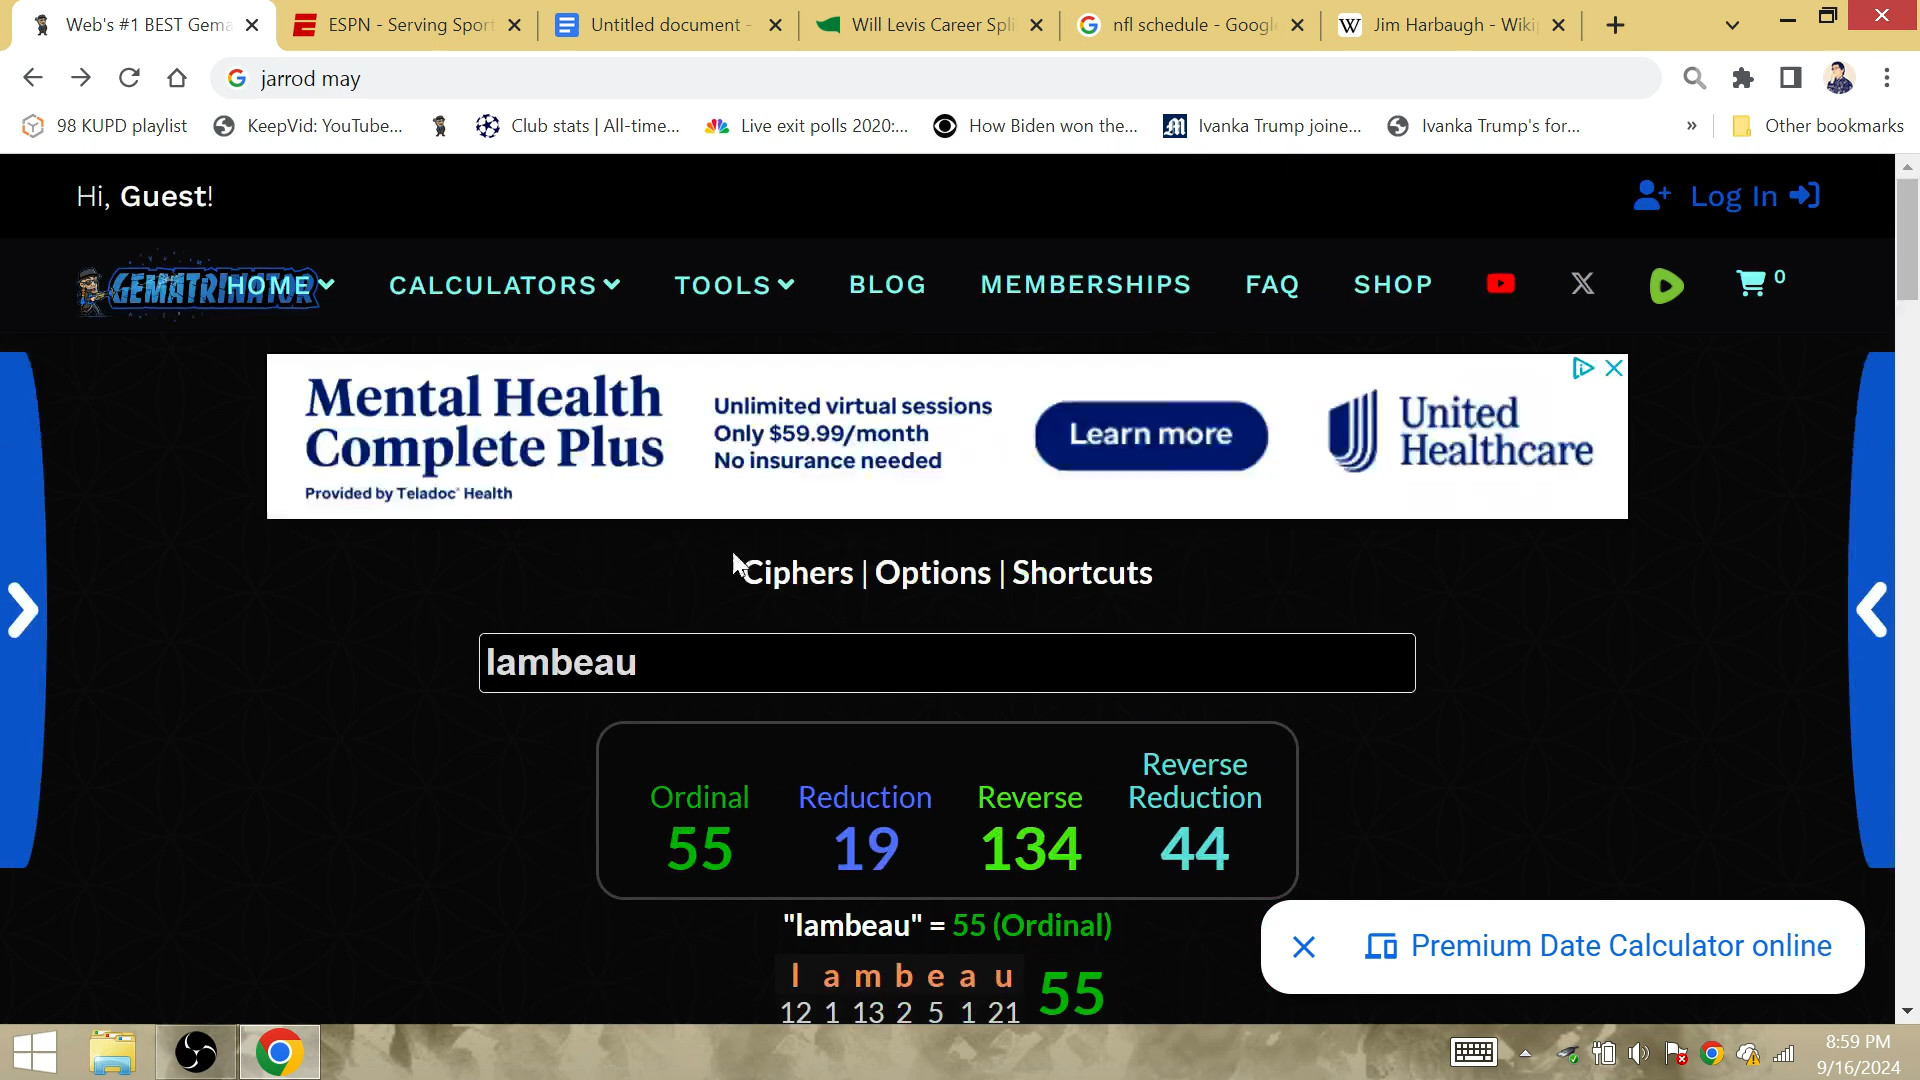 Web's #1 BEST Gema
ESPN - Serving Sport
Untitled document -
Will Levis Career Spli
nfl schedule - Google
Jim Harbaugh - Wiki
jarrod may
98 KUPD playlist
KeepVid: YouTube...
Club stats | All-time...
Live exit polls 2020:...
How Biden won the...
Ivanka Trump joine...
Ivanka Trump's for...
»
Other bookmarks
Hi, Guest!
Log In
GEMATRINATOR
HOME
CALCULATORS
TOOLS
BLOG
MEMBERSHIPS
FAQ
SHOP
0
Mental Health
Complete Plus
Provided by Teladoc Health
Unlimited virtual sessions
Only $59.99/month
No insurance needed
Learn more
United
Healthcare
Ciphers | Options | Shortcuts
lambeau
Ordinal
55
Reduction
19
Reverse
134
Reverse
Reduction
44
"lambeau" = 55 (Ordinal)
l a m b e a u
55
12 1 13 2 5 1 21
Premium Date Calculator online
8:59 PM
9/16/2024